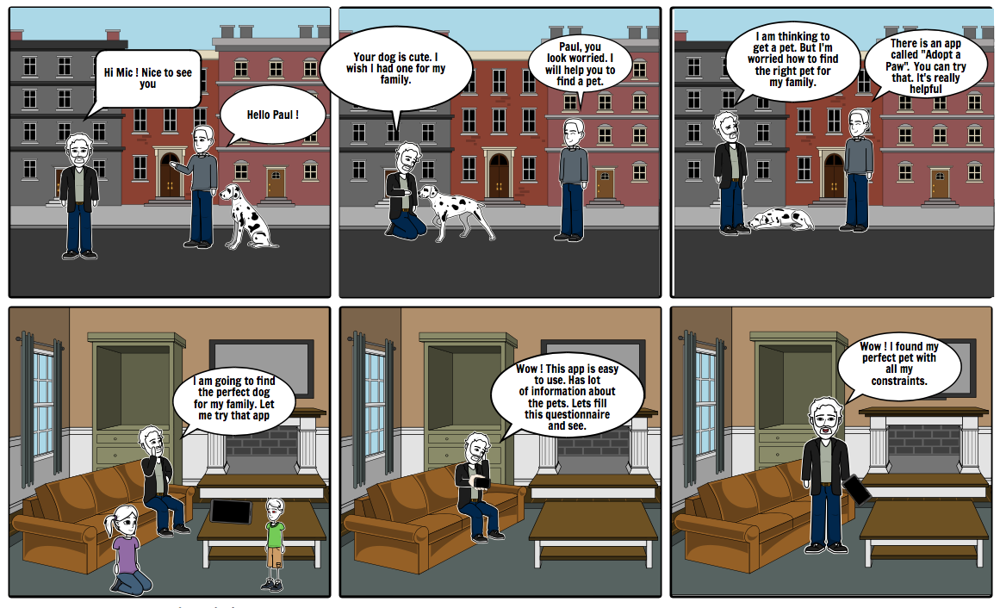 Hi Mic ! Nice to see
you
Hello Paul !
Your dog is cute. I
wish I had one for my
family.
Paul, you
look worried. I
will help you to
find a pet.
I am thinking to
get a pet. But I'm
worried how to find
the right pet for
my family.
There is an app
called "Adopt a
Paw". You can try
that. It's really
helpful
I am going to find
the perfect dog
for my family. Let
me try that app
Wow ! This app is easy
to use. Has lot
of information about
the pets. Lets fill
this questionnaire
and see.
Wow ! I found my
perfect pet with
all my
constraints.